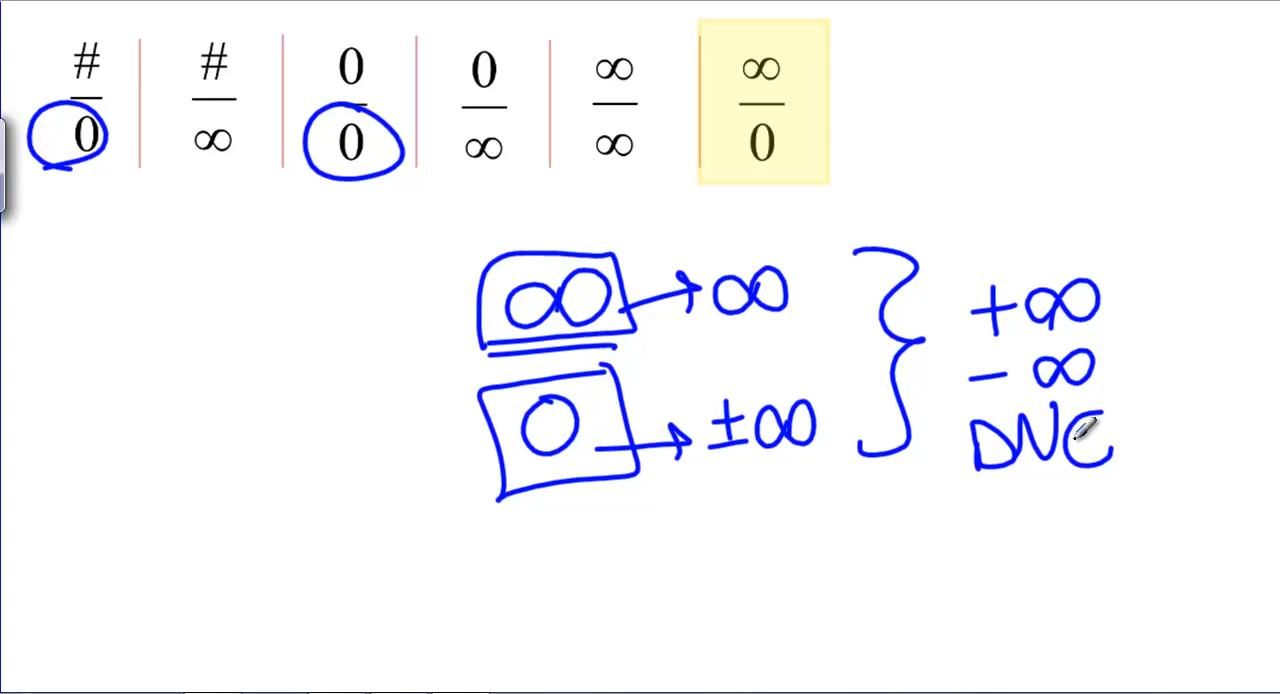 # # 0 0 ∞ ∞
0 ∞ 0 ∞ ∞ 0
∞ → ∞
0 → ±∞
+∞
- ∞
DNE